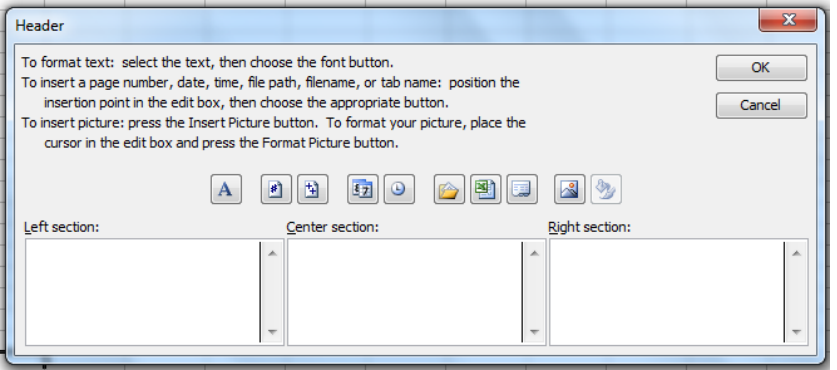 Header
To format text:  select the text, then choose the font button.
To insert a page number, date, time, file path, filename, or tab name:  position the
insertion point in the edit box, then choose the appropriate button.
To insert picture: press the Insert Picture button.  To format your picture, place the
cursor in the edit box and press the Format Picture button.
OK
Cancel
A
#
Left section:
Center section:
Right section: